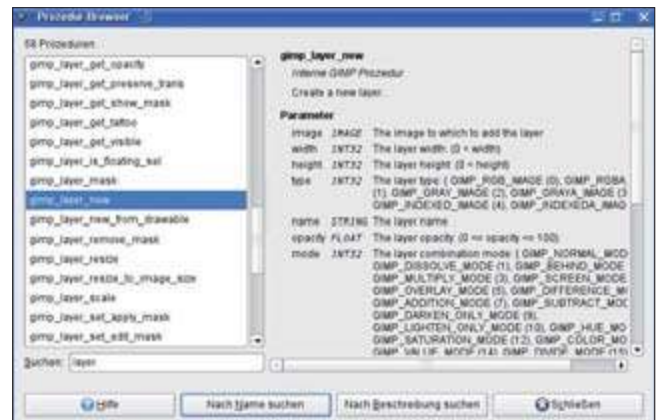 Prozedur Browser
58 Prozeduren
gimp_layer_get_opacity
gimp_layer_get_preserve_trans
gimp_layer_get_show_mask
gimp_layer_get_tattoo
gimp_layer_get_visible
gimp_layer_is_floating_sel
gimp_layer_mask
gimp_layer_new
gimp_layer_new_from_drawable
gimp_layer_remove_mask
gimp_layer_resize
gimp_layer_resize_to_image_size
gimp_layer_scale
gimp_layer_set_apply_mask
gimp_layer_set_edit_mask
Suchen: layer
gimp_layer_new
Interne GIMP Prozedur
Create a new layer.
Parameter
image IMAGE The image to which to add the layer
width INT32 The layer width: (0 < width)
height INT32 The layer height: (0 < height)
type INT32 The layer type: { GIMP_RGB_IMAGE (0), GIMP_RGBA
(1), GIMP_GRAY_IMAGE (2), GIMP_GRAYA_IMAGE (3
GIMP_INDEXED_IMAGE (4), GIMP_INDEXEDA_IMAG
name STRING The layer name
opacity FLOAT The layer opacity: (0 <= opacity <= 100)
mode INT32 The layer combination mode: { GIMP_NORMAL_MOD
GIMP_DISSOLVE_MODE (1), GIMP_BEHIND_MODE
GIMP_MULTIPLY_MODE (3), GIMP_SCREEN_MODE
GIMP_OVERLAY_MODE (5), GIMP_DIFFERENCE_M
GIMP_ADDITION_MODE (7), GIMP_SUBTRACT_MOD
GIMP_DARKEN_ONLY_MODE (9),
GIMP_LIGHTEN_ONLY_MODE (10), GIMP_HUE_MO
GIMP_SATURATION_MODE (12), GIMP_COLOR_MO
GIMP_VALUE_MODE (14), GIMP_DIVIDE_MODE (15)
Hilfe
Nach Name suchen
Nach Beschreibung suchen
Schließen